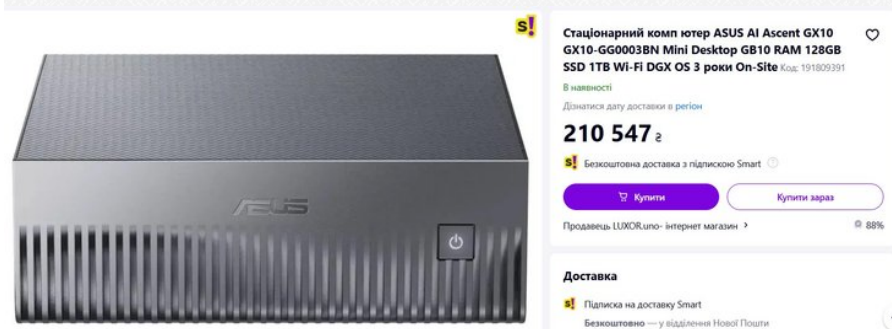 ASUS
S!
Стаціонарний комп ютер ASUS AI Ascent GX10
GX10-GG0003BN Mini Desktop GB10 RAM 128GB
SSD 1TB Wi-Fi DGX OS 3 роки On-Site Код: 191809391
В наявності
Дізнатися дату доставки в регіон
210 547 ₴
S! Безкоштовна доставка з підпискою Smart ?
Купити
Купити зараз
Продавець LUXOR.uno- інтернет магазин >
88%
Доставка
S! Підписка на доставку Smart
Безкоштовно — у відділення Нової Пошти